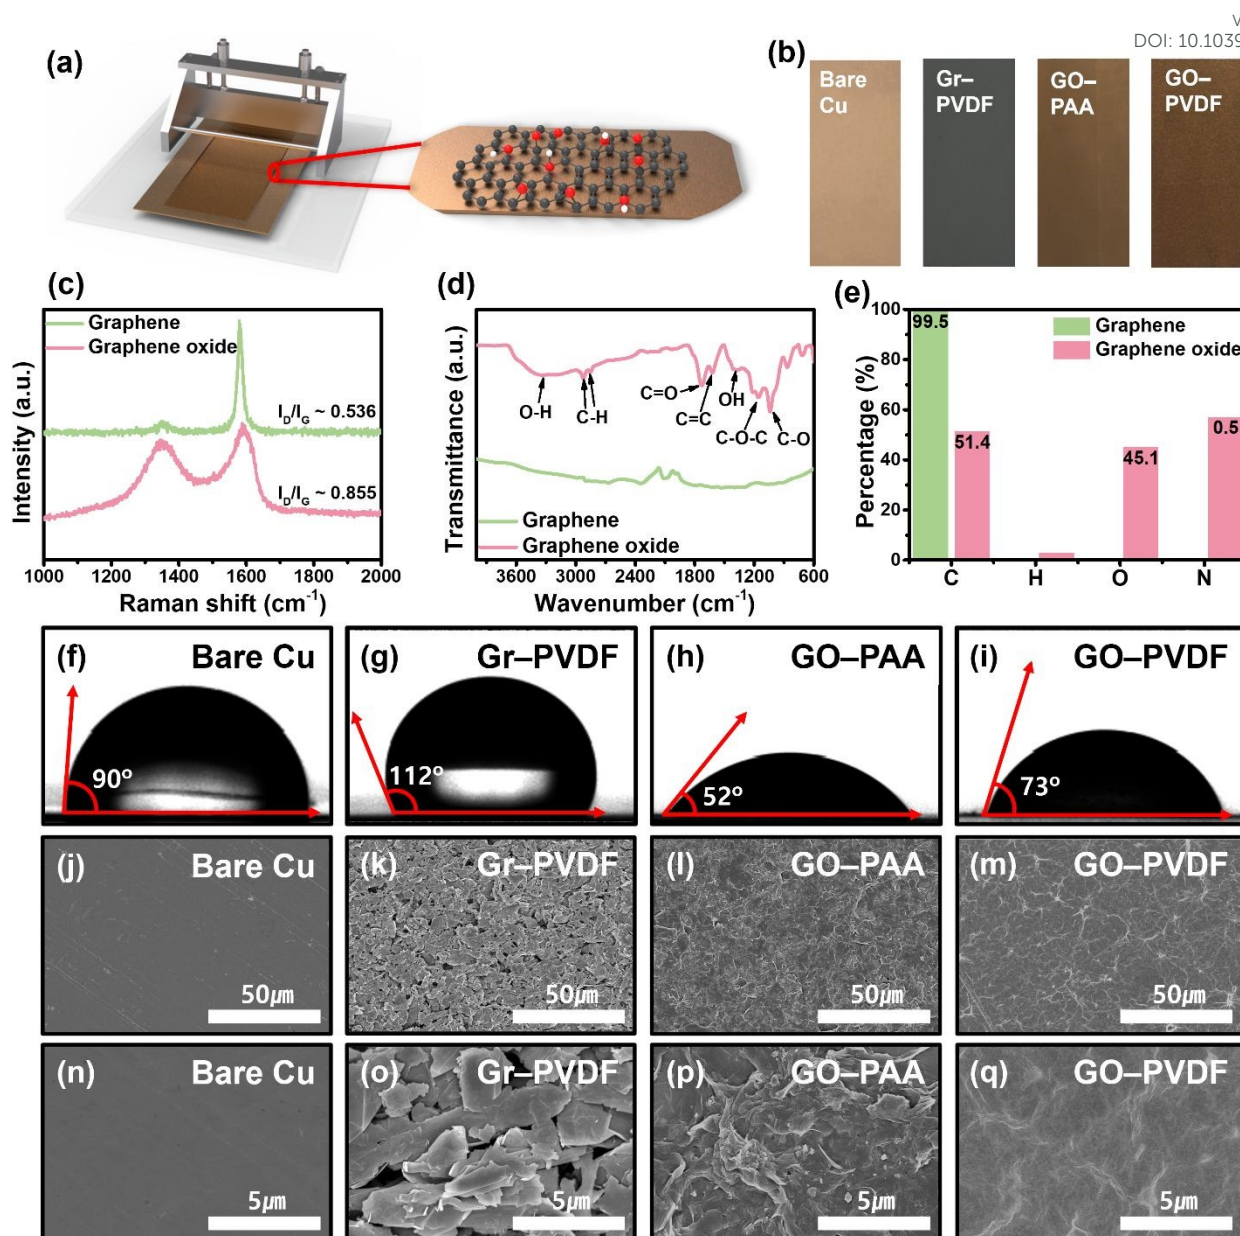 V
DOI: 10.1039
(a)
(b)
Bare
Cu
Gr–
PVDF
GO–
PAA
GO–
PVDF
(c)
Graphene
Graphene oxide
I_D/I_G ~ 0.536
I_D/I_G ~ 0.855
Intensity (a.u.)
1000
1200
1400
1600
1800
2000
Raman shift (cm⁻¹)
(d)
O-H
C-H
C=O
C=C
OH
C-O-C
C-O
Graphene
Graphene oxide
Transmittance (a.u.)
3600
3000
2400
1800
1200
600
Wavenumber (cm⁻¹)
(e)
100
80
60
40
20
0
Percentage (%)
Graphene
Graphene oxide
99.5
51.4
45.1
0.5
C
H
O
N
(f)
Bare Cu
90°
(g)
Gr–PVDF
112°
(h)
GO–PAA
52°
(i)
GO–PVDF
73°
(j)
Bare Cu
50㎛
(k)
Gr–PVDF
50㎛
(l)
GO–PAA
50㎛
(m)
GO–PVDF
50㎛
(n)
Bare Cu
5㎛
(o)
Gr–PVDF
5㎛
(p)
GO–PAA
5㎛
(q)
GO–PVDF
5㎛